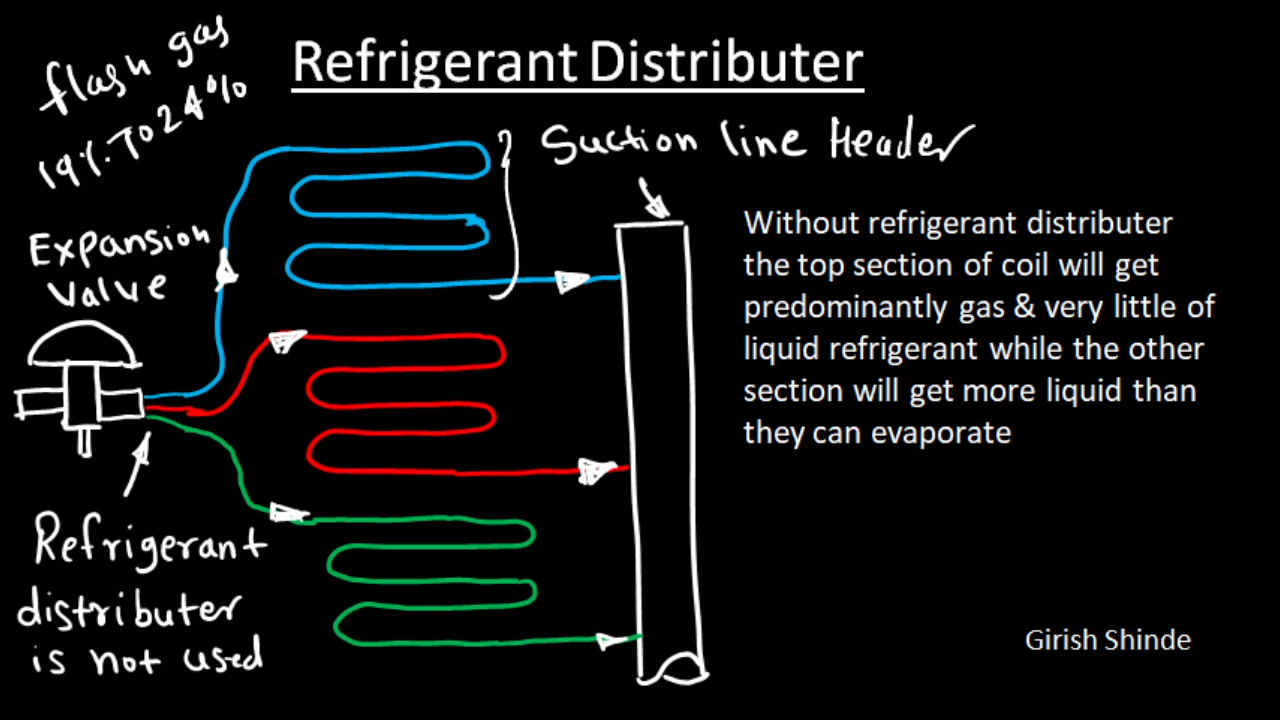 flash gas
19%.To 24%
Refrigerant Distributer
Suction line Header
Expansion
Valve
Without refrigerant distributer
the top section of coil will get
predominantly gas & very little of
liquid refrigerant while the other
section will get more liquid than
they can evaporate
Refrigerant
distributer
is not used
Girish Shinde